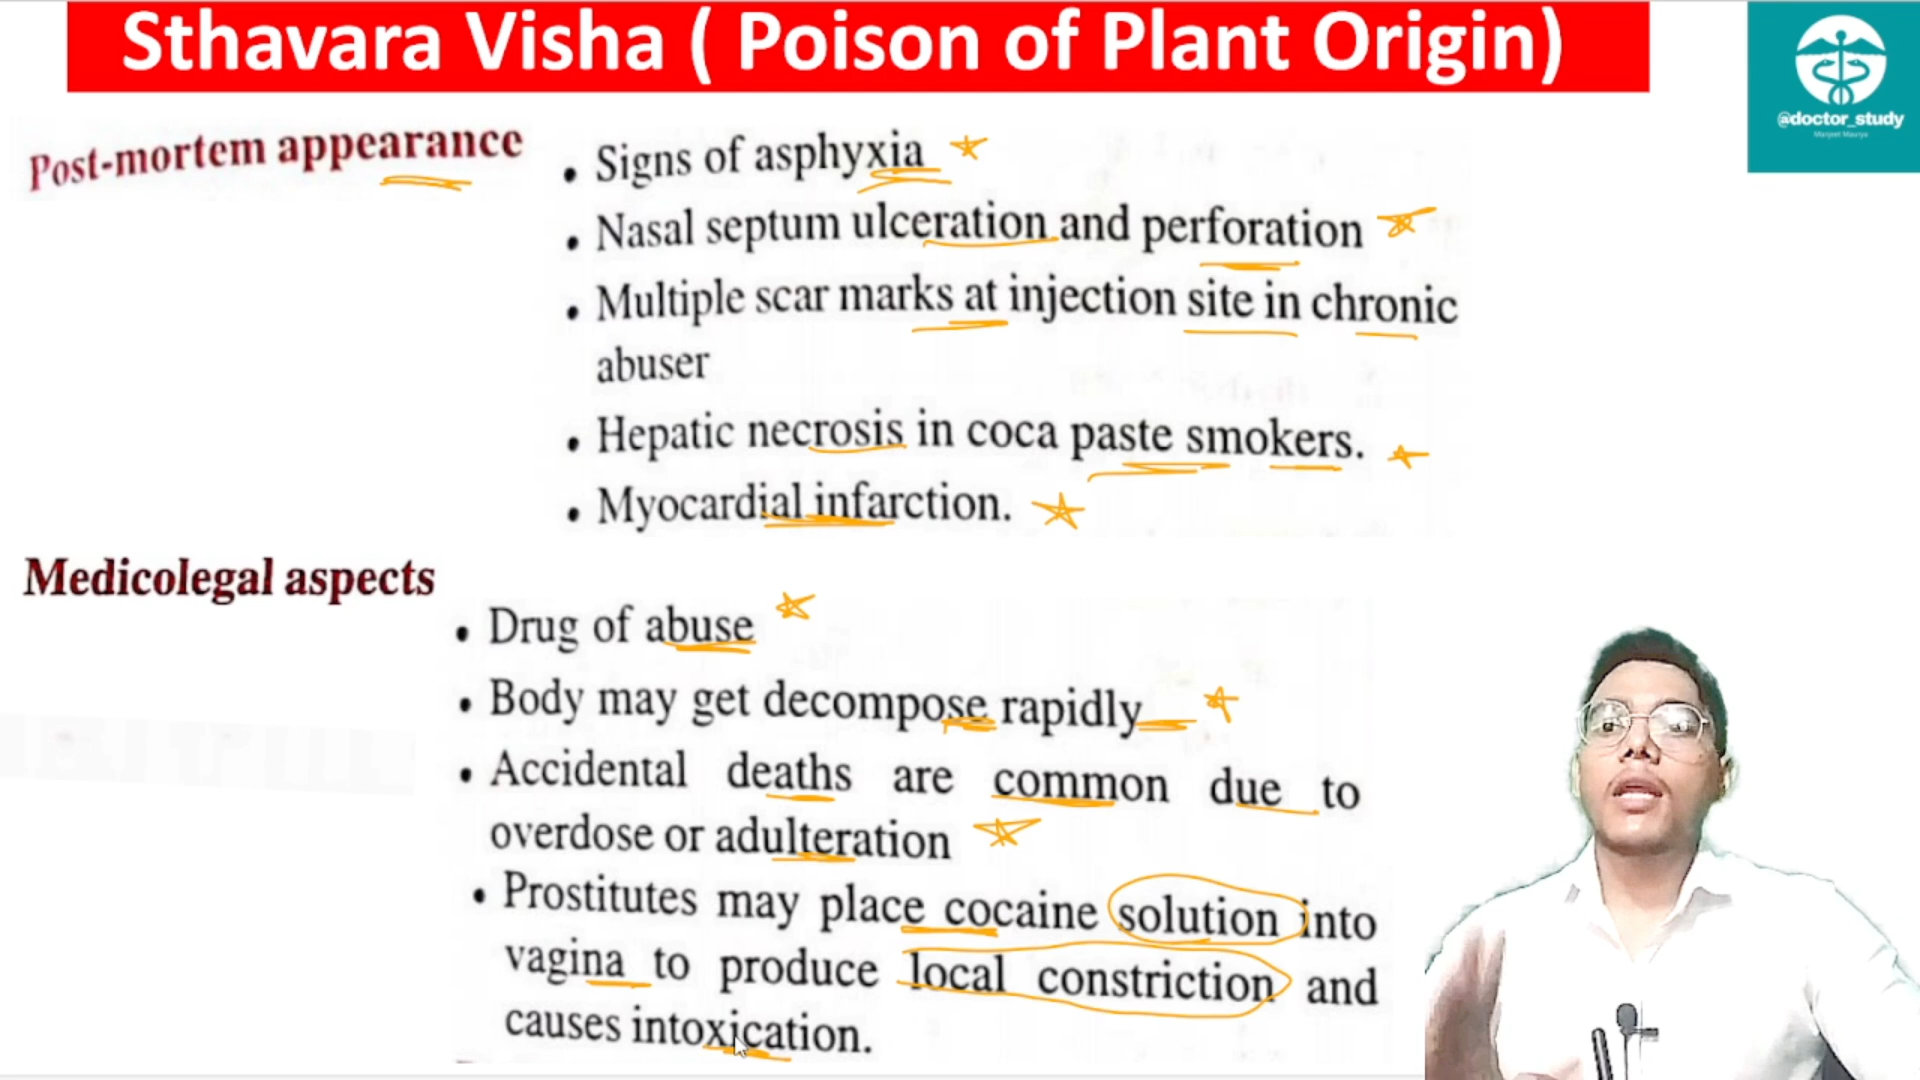 Sthavara Visha ( Poison of Plant Origin)
@doctor_study
Manjeet Maurya
Post-mortem appearance
• Signs of asphyxia
• Nasal septum ulceration and perforation
• Multiple scar marks at injection site in chronic
abuser
• Hepatic necrosis in coca paste smokers.
• Myocardial infarction.
Medicolegal aspects
• Drug of abuse
• Body may get decompose rapidly
• Accidental deaths are common due to
overdose or adulteration
• Prostitutes may place cocaine solution into
vagina to produce local constriction and
causes intoxication.